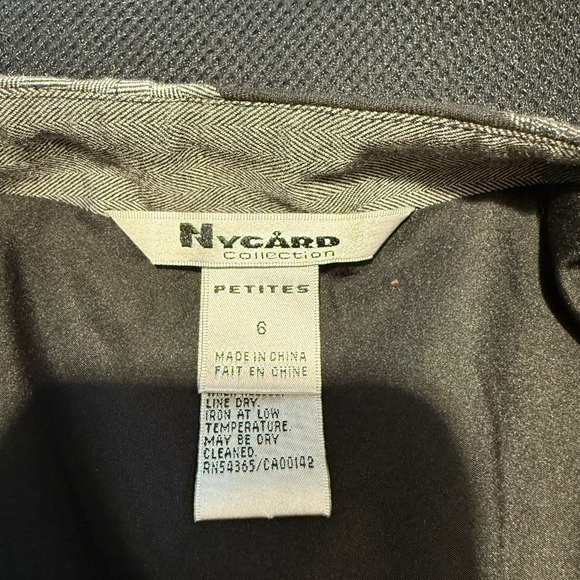 NYGÅRD
Collection
PETITES
6
MADE IN CHINA
FAIT EN CHINE
LINE DRY.
IRON AT LOW
TEMPERATURE.
MAY BE DRY
CLEANED.
RN54365/CA00142